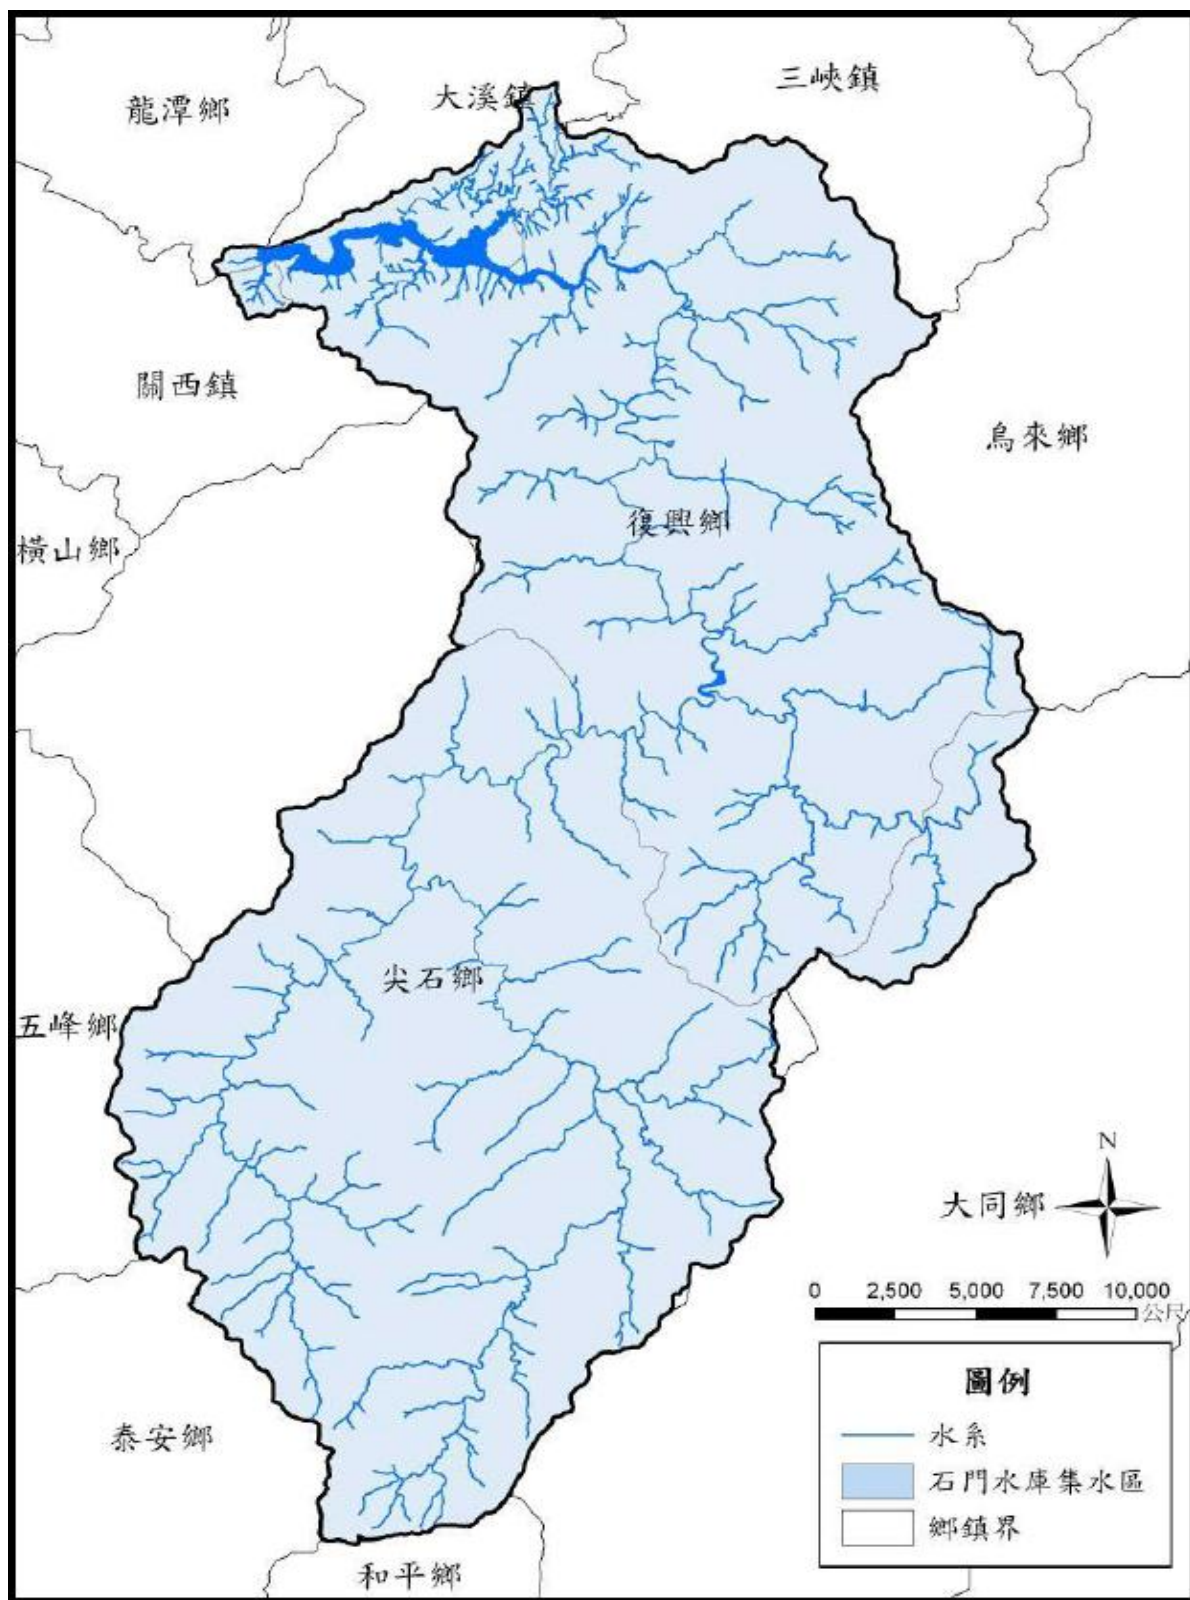 三峽鎮
大溪鎮
龍潭鄉
關西鎮
烏來鄉
復興鄉
橫山鄉
尖石鄉
五峰鄉
N
大同鄉
0 2,500 5,000 7,500 10,000
公尺
圖例
水系
石門水庫集水區
鄉鎮界
泰安鄉
和平鄉